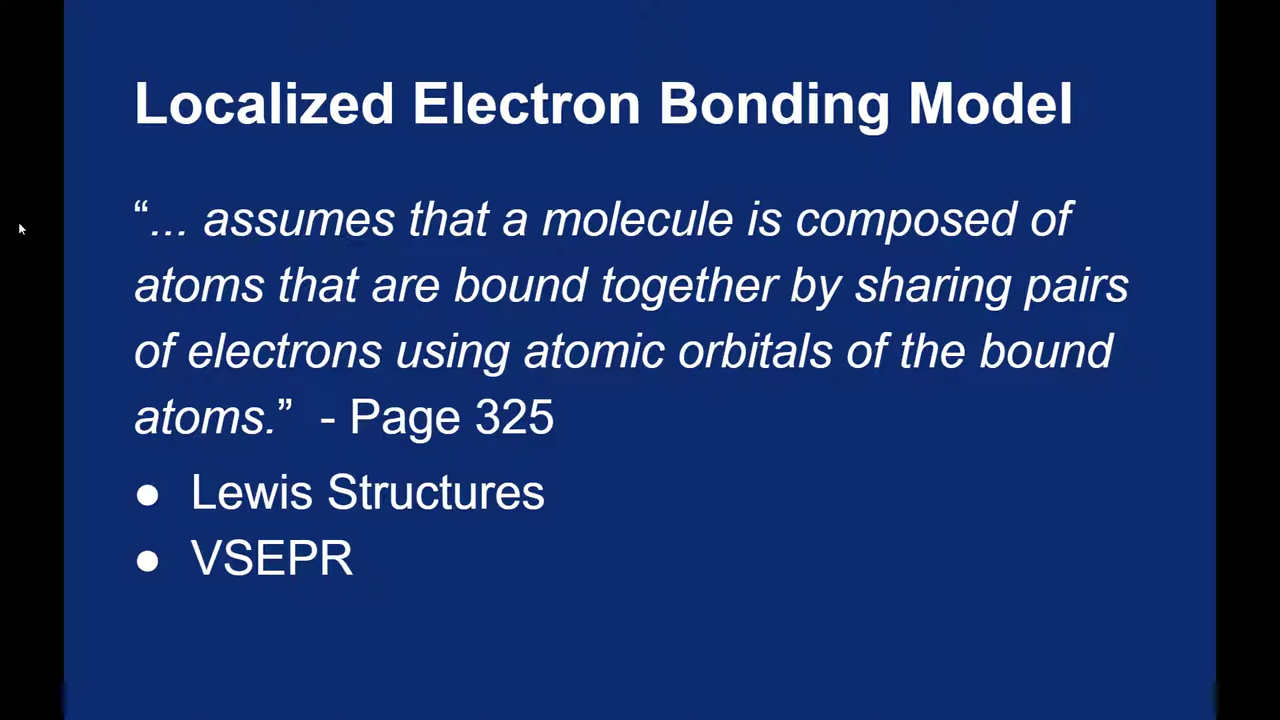 Localized Electron Bonding Model
“... assumes that a molecule is composed of
atoms that are bound together by sharing pairs
of electrons using atomic orbitals of the bound
atoms.” - Page 325
● Lewis Structures
● VSEPR